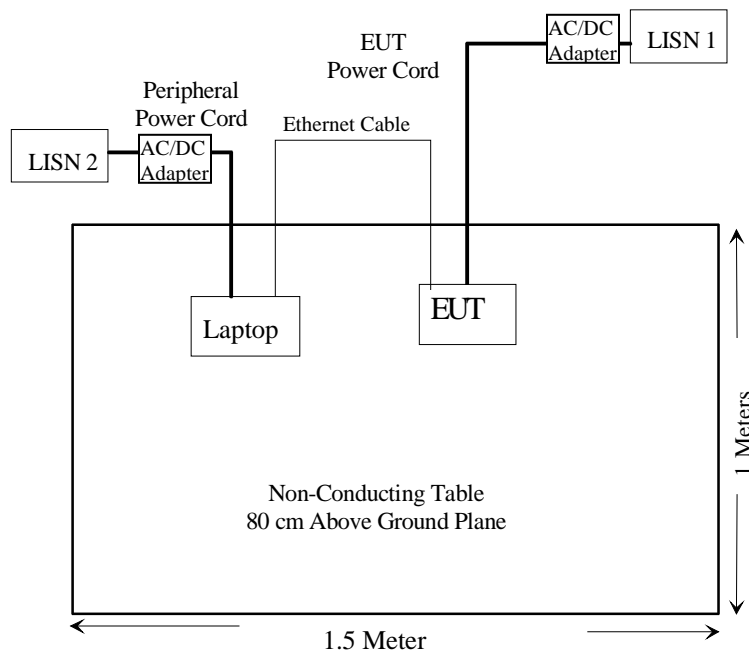 EUT
Power Cord
AC/DC
Adapter
LISN 1
Peripheral
Power Cord
Ethernet Cable
LISN 2
AC/DC
Adapter
Laptop
EUT
1 Meters
Non-Conducting Table
80 cm Above Ground Plane
1.5 Meter